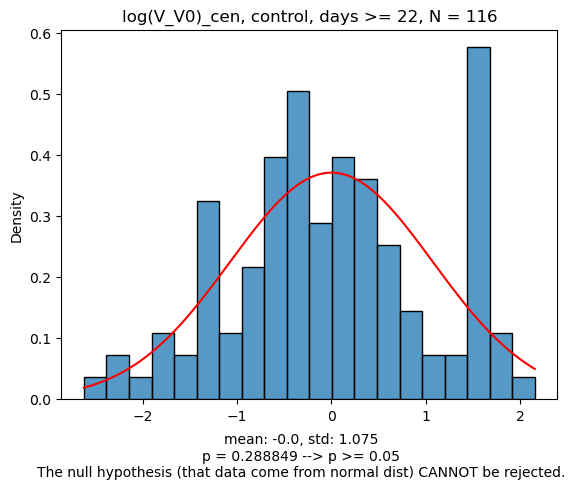 log(V_V0)_cen, control, days >= 22, N = 116
0.6
0.5
0.4
0.3
0.2
0.1
0.0
Density
−2
−1
0
1
2
mean: -0.0, std: 1.075
p = 0.288849 --> p >= 0.05
The null hypothesis (that data come from normal dist) CANNOT be rejected.